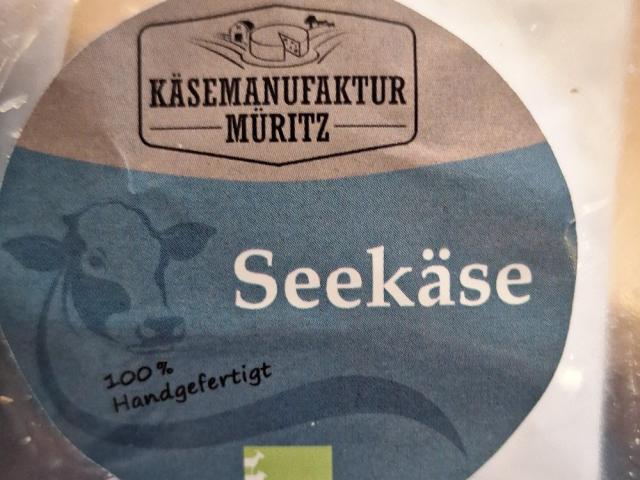 KÄSEMANUFAKTUR
MÜRITZ
Seekäse
100%
Handgefertigt